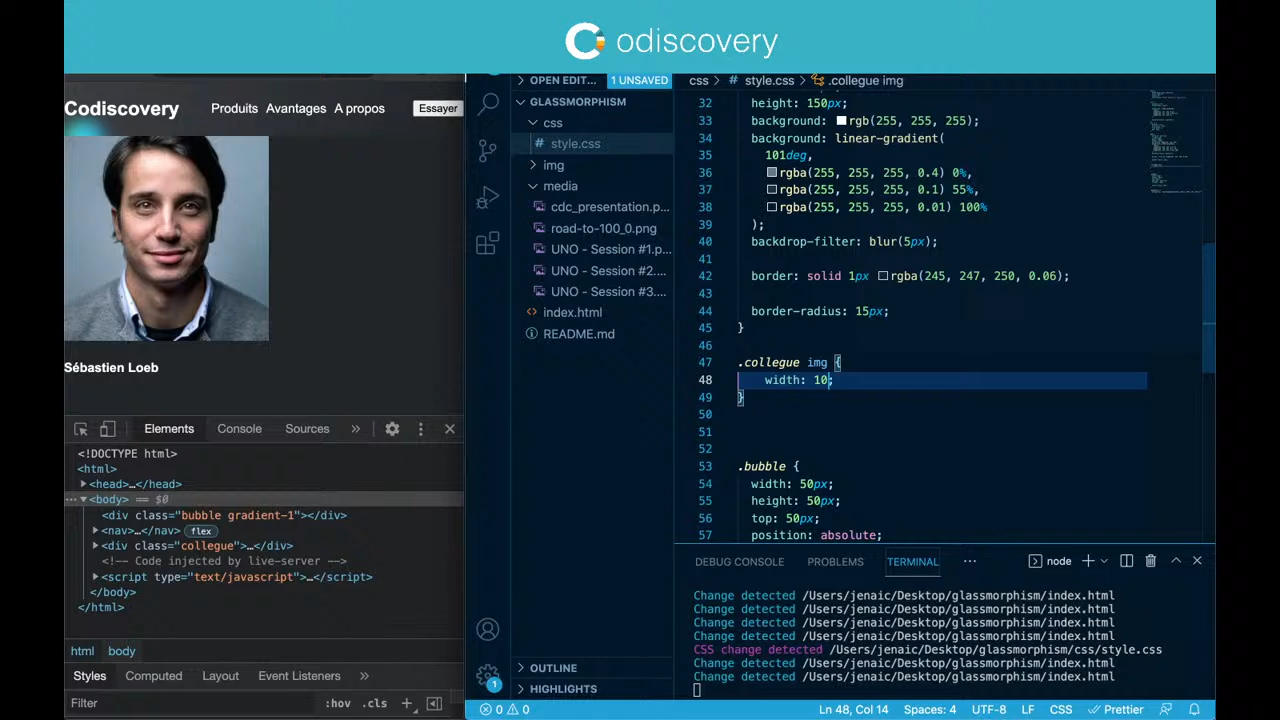 odiscovery
Codiscovery
Produits
Avantages
A propos
Essayer
Sébastien Loeb
Elements
Console
Sources
<!DOCTYPE html>
<html>
<head>…</head>
<body> == $0
<div class="bubble gradient-1"></div>
<nav>…</nav>
flex
<div class="collegue">…</div>
<!-- Code injected by live-server -->
<script type="text/javascript">…</script>
</body>
</html>
html
body
Styles
Computed
Layout
Event Listeners
Filter
:hov
.cls
OPEN EDIT...
1 UNSAVED
GLASSMORPHISM
css
style.css
img
media
cdc_presentation.p...
road-to-100_0.png
UNO - Session #1.p...
UNO - Session #2....
UNO - Session #3....
index.html
README.md
OUTLINE
HIGHLIGHTS
1
css > # style.css > .collegue img
32 height: 150px;
33 background: rgb(255, 255, 255);
34 background: linear-gradient(
35 101deg,
36 rgba(255, 255, 255, 0.4) 0%,
37 rgba(255, 255, 255, 0.1) 55%,
38 rgba(255, 255, 255, 0.01) 100%
39 );
40 backdrop-filter: blur(5px);
41
42 border: solid 1px rgba(245, 247, 250, 0.06);
43
44 border-radius: 15px;
45 }
46
47 .collegue img {
48 width: 10;
49 }
50
51
52
53 .bubble {
54 width: 50px;
55 height: 50px;
56 top: 50px;
57 position: absolute;
DEBUG CONSOLE
PROBLEMS
TERMINAL
node
Change detected /Users/jenaic/Desktop/glassmorphism/index.html
Change detected /Users/jenaic/Desktop/glassmorphism/index.html
Change detected /Users/jenaic/Desktop/glassmorphism/index.html
Change detected /Users/jenaic/Desktop/glassmorphism/index.html
CSS change detected /Users/jenaic/Desktop/glassmorphism/css/style.css
Change detected /Users/jenaic/Desktop/glassmorphism/index.html
Change detected /Users/jenaic/Desktop/glassmorphism/index.html
0
0
Ln 48, Col 14
Spaces: 4
UTF-8
LF
CSS
Prettier